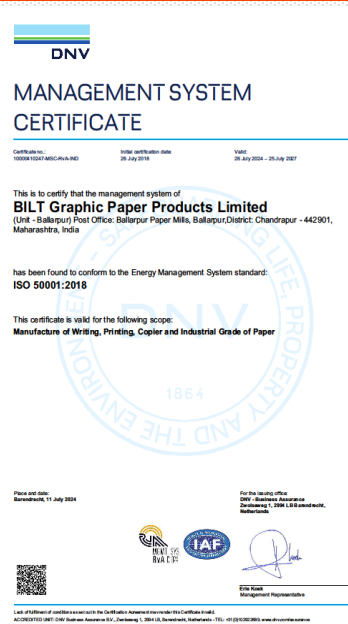 DNV
MANAGEMENT SYSTEM
CERTIFICATE
Certificate no.: Initial certification date: Valid:
10000410247-MSC-RvA-IND 26 July 2018 26 July 2024 – 25 July 2027
This is to certify that the management system of
BILT Graphic Paper Products Limited
(Unit - Ballarpur) Post Office: Ballarpur Paper Mills, Ballarpur,District: Chandrapur - 442901,
Maharashtra, India
has been found to conform to the Energy Management System standard:
ISO 50001:2018
This certificate is valid for the following scope:
Manufacture of Writing, Printing, Copier and Industrial Grade of Paper
DNV
1864
Place and date: For the issuing office:
Barendrecht, 11 July 2024 DNV - Business Assurance
Zwolseweg 1, 2994 LB Barendrecht,
Netherlands
IAF
MGMT. SYS.
RvA C
Erie Koek
Management Representative
Lack of fulfilment of conditions as set out in the Certification Agreement may render this Certificate invalid.
ACCREDITED UNIT: DNV Business Assurance B.V., Zwolseweg 1, 2994 LB, Barendrecht, Netherlands - TEL: +31(0)102922689. www.dnv.com/assurance